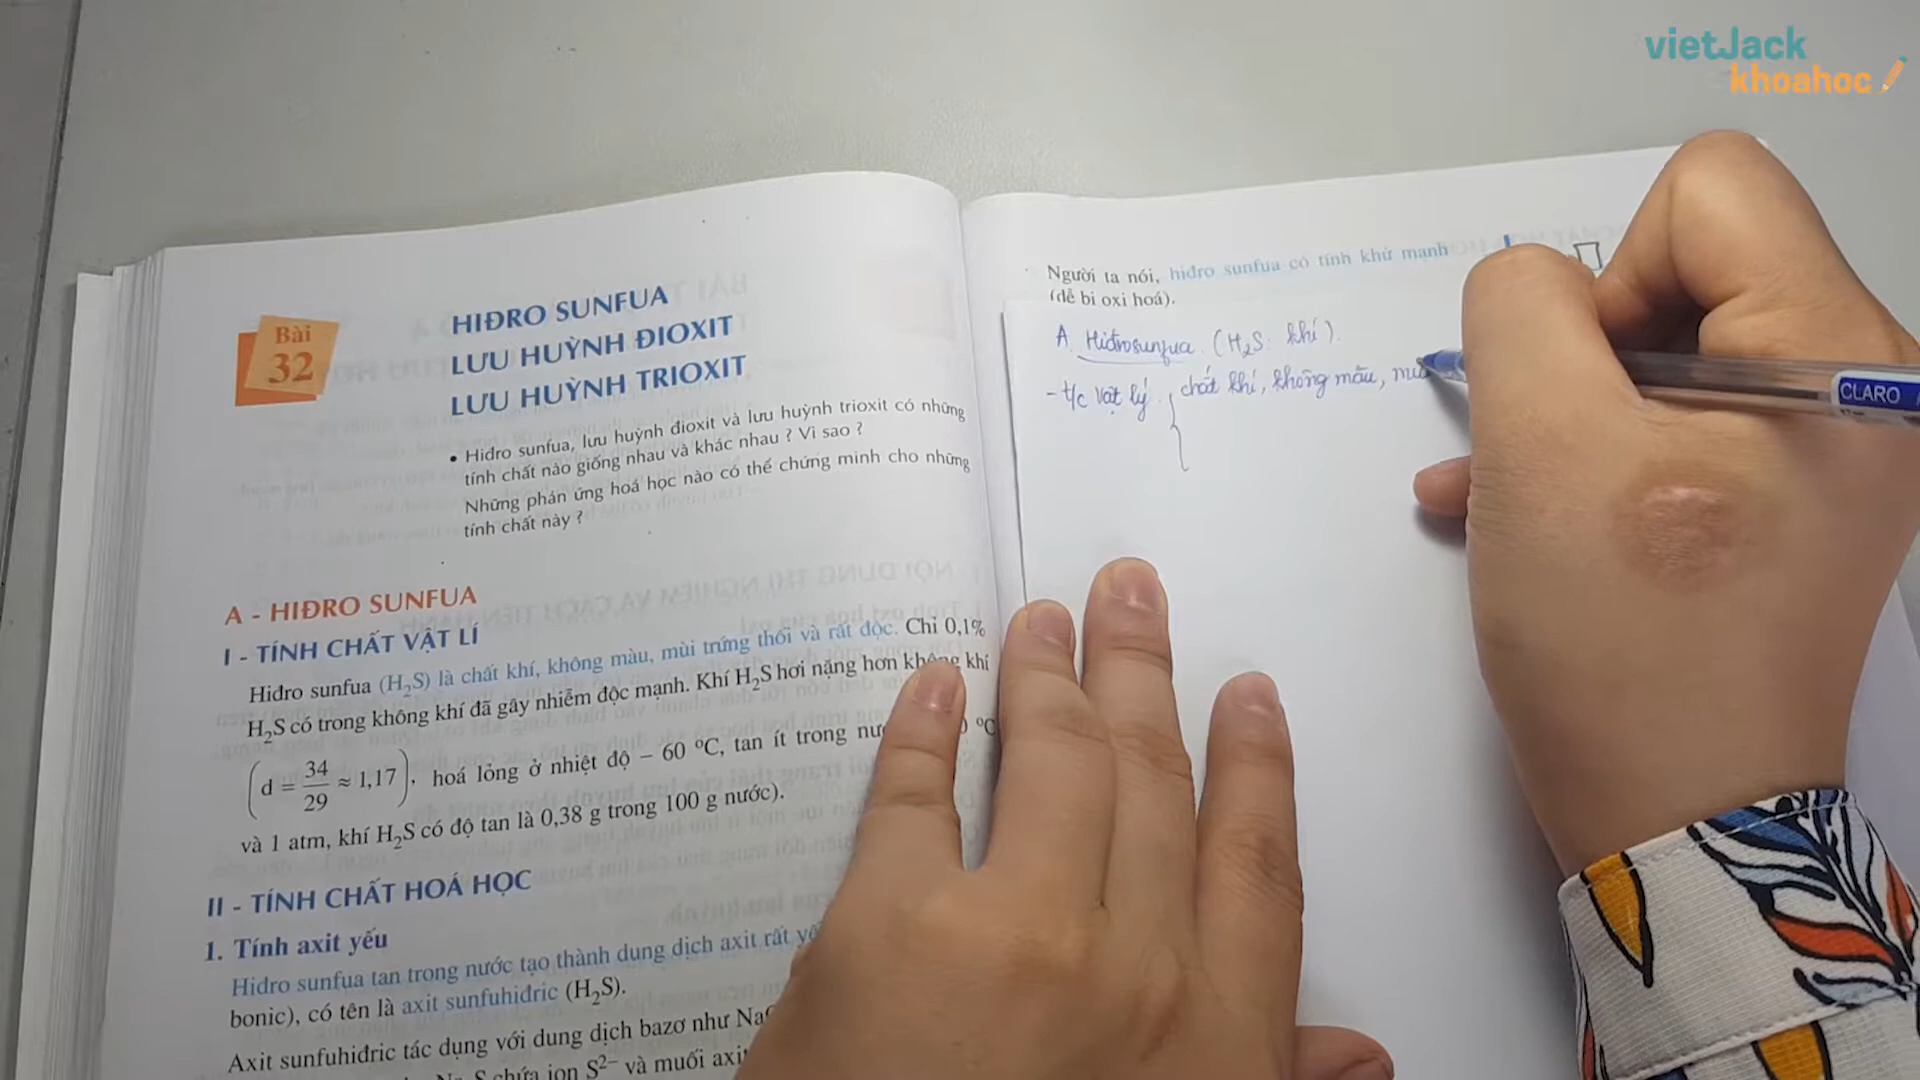 vietJack
khoahoc
Bài
32
HIĐRO SUNFUA
LƯU HUỲNH ĐIOXIT
LƯU HUỲNH TRIOXIT
• Hiđro sunfua, lưu huỳnh đioxit và lưu huỳnh trioxit có những
tính chất nào giống nhau và khác nhau ? Vì sao ?
Những phản ứng hoá học nào có thể chứng minh cho những
tính chất này ?
A - HIĐRO SUNFUA
I - TÍNH CHẤT VẬT LÍ
Hiđro sunfua (H₂S) là chất khí, không màu, mùi trứng thối và rất độc. Chỉ 0,1%
H₂S có trong không khí đã gây nhiễm độc mạnh. Khí H₂S hơi nặng hơn không khí
(d = 34/29 ≈ 1,17), hoá lỏng ở nhiệt độ – 60 °C, tan ít trong °C
và 1 atm, khí H₂S có độ tan là 0,38 g trong 100 g nước).
II - TÍNH CHẤT HOÁ HỌC
1. Tính axit yếu
Hiđro sunfua tan trong nước tạo thành dung dịch axit rất
bonic), có tên là axit sunfuhiđric (H₂S).
Axit sunfuhiđric tác dụng với dung dịch bazơ như
chứa ion S²⁻ và muối
Người ta nói, hiđro sunfua có tính khử mạnh
(dễ bị oxi hoá).
A. Hiđrosunfua. (H₂S: khí).
- t/c vật lý. { chất khí, không màu,
CLARO